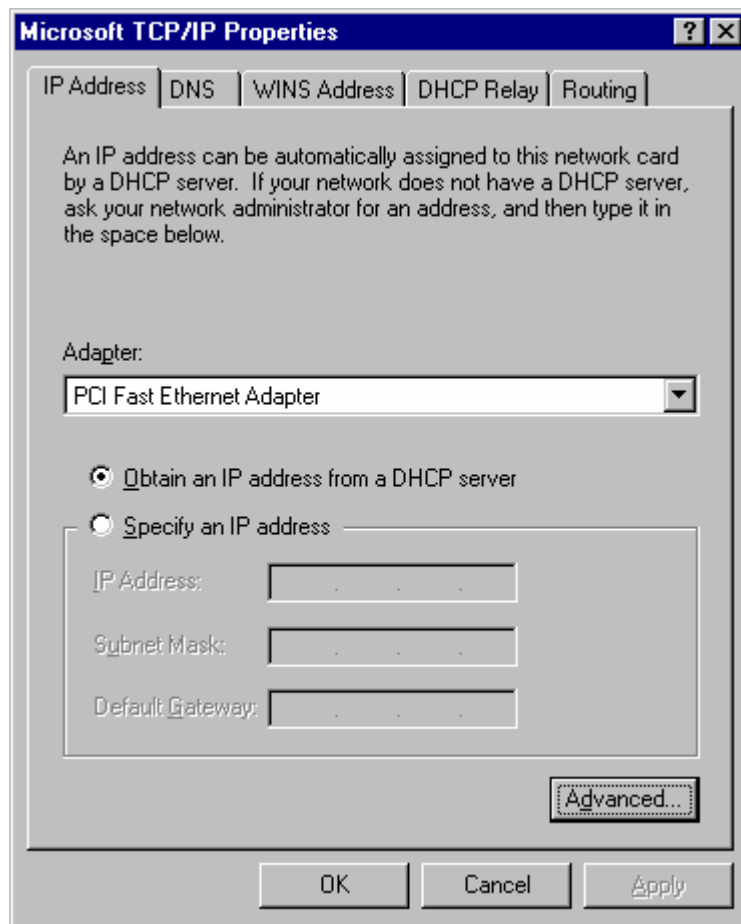 Microsoft TCP/IP Properties
IP Address DNS WINS Address DHCP Relay Routing
An IP address can be automatically assigned to this network card
by a DHCP server. If your network does not have a DHCP server,
ask your network administrator for an address, and then type it in
the space below.
Adapter:
PCI Fast Ethernet Adapter
Obtain an IP address from a DHCP server
Specify an IP address
IP Address: . . .
Subnet Mask: . . .
Default Gateway: . . .
Advanced...
OK Cancel Apply